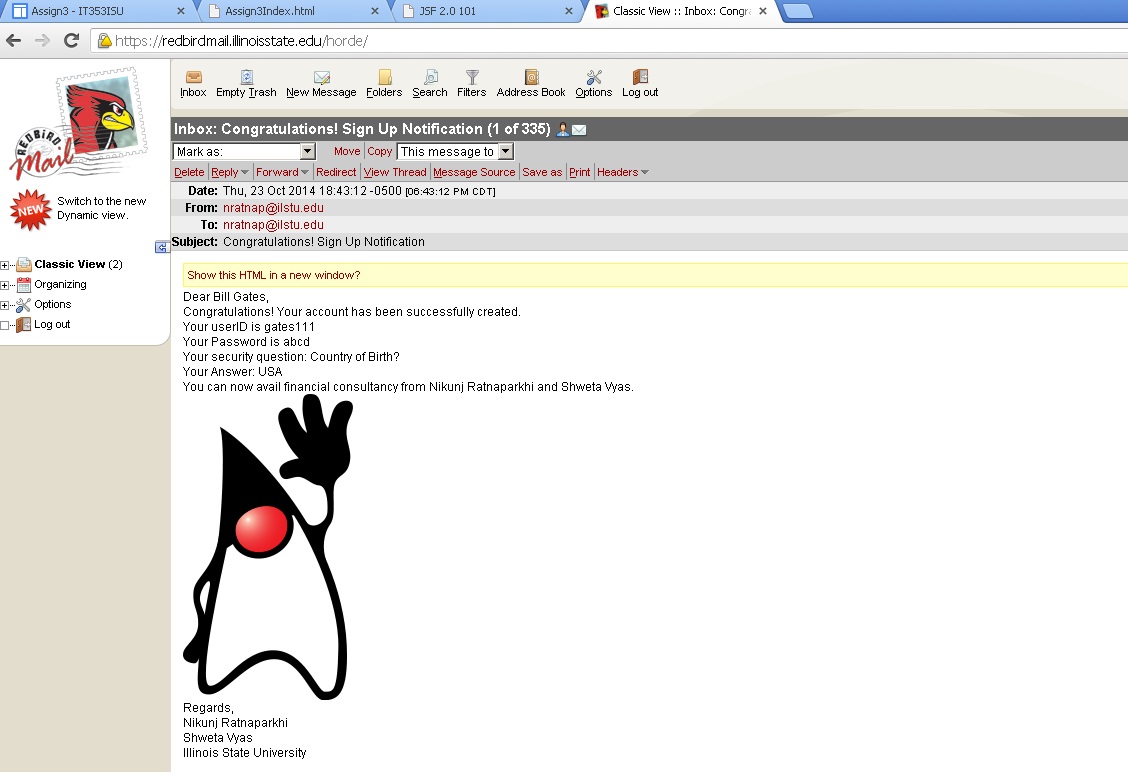 Assign3 - IT353ISU
Assign3Index.html
JSF 2.0 101
Classic View :: Inbox: Congra
https://redbirdmail.illinoisstate.edu/horde/
REDBIRD
Mail
NEW
Switch to the new
Dynamic view.
Classic View (2)
Organizing
Options
Log out
Inbox Empty Trash New Message Folders Search Filters Address Book Options Log out
Inbox: Congratulations! Sign Up Notification (1 of 335)
Mark as: Move Copy This message to
Delete Reply Forward Redirect View Thread Message Source Save as Print Headers
Date: Thu, 23 Oct 2014 18:43:12 -0500 [06:43:12 PM CDT]
From: nratnap@ilstu.edu
To: nratnap@ilstu.edu
Subject: Congratulations! Sign Up Notification
Show this HTML in a new window?
Dear Bill Gates,
Congratulations! Your account has been successfully created.
Your userID is gates111
Your Password is abcd
Your security question: Country of Birth?
Your Answer: USA
You can now avail financial consultancy from Nikunj Ratnaparkhi and Shweta Vyas.
Regards,
Nikunj Ratnaparkhi
Shweta Vyas
Illinois State University